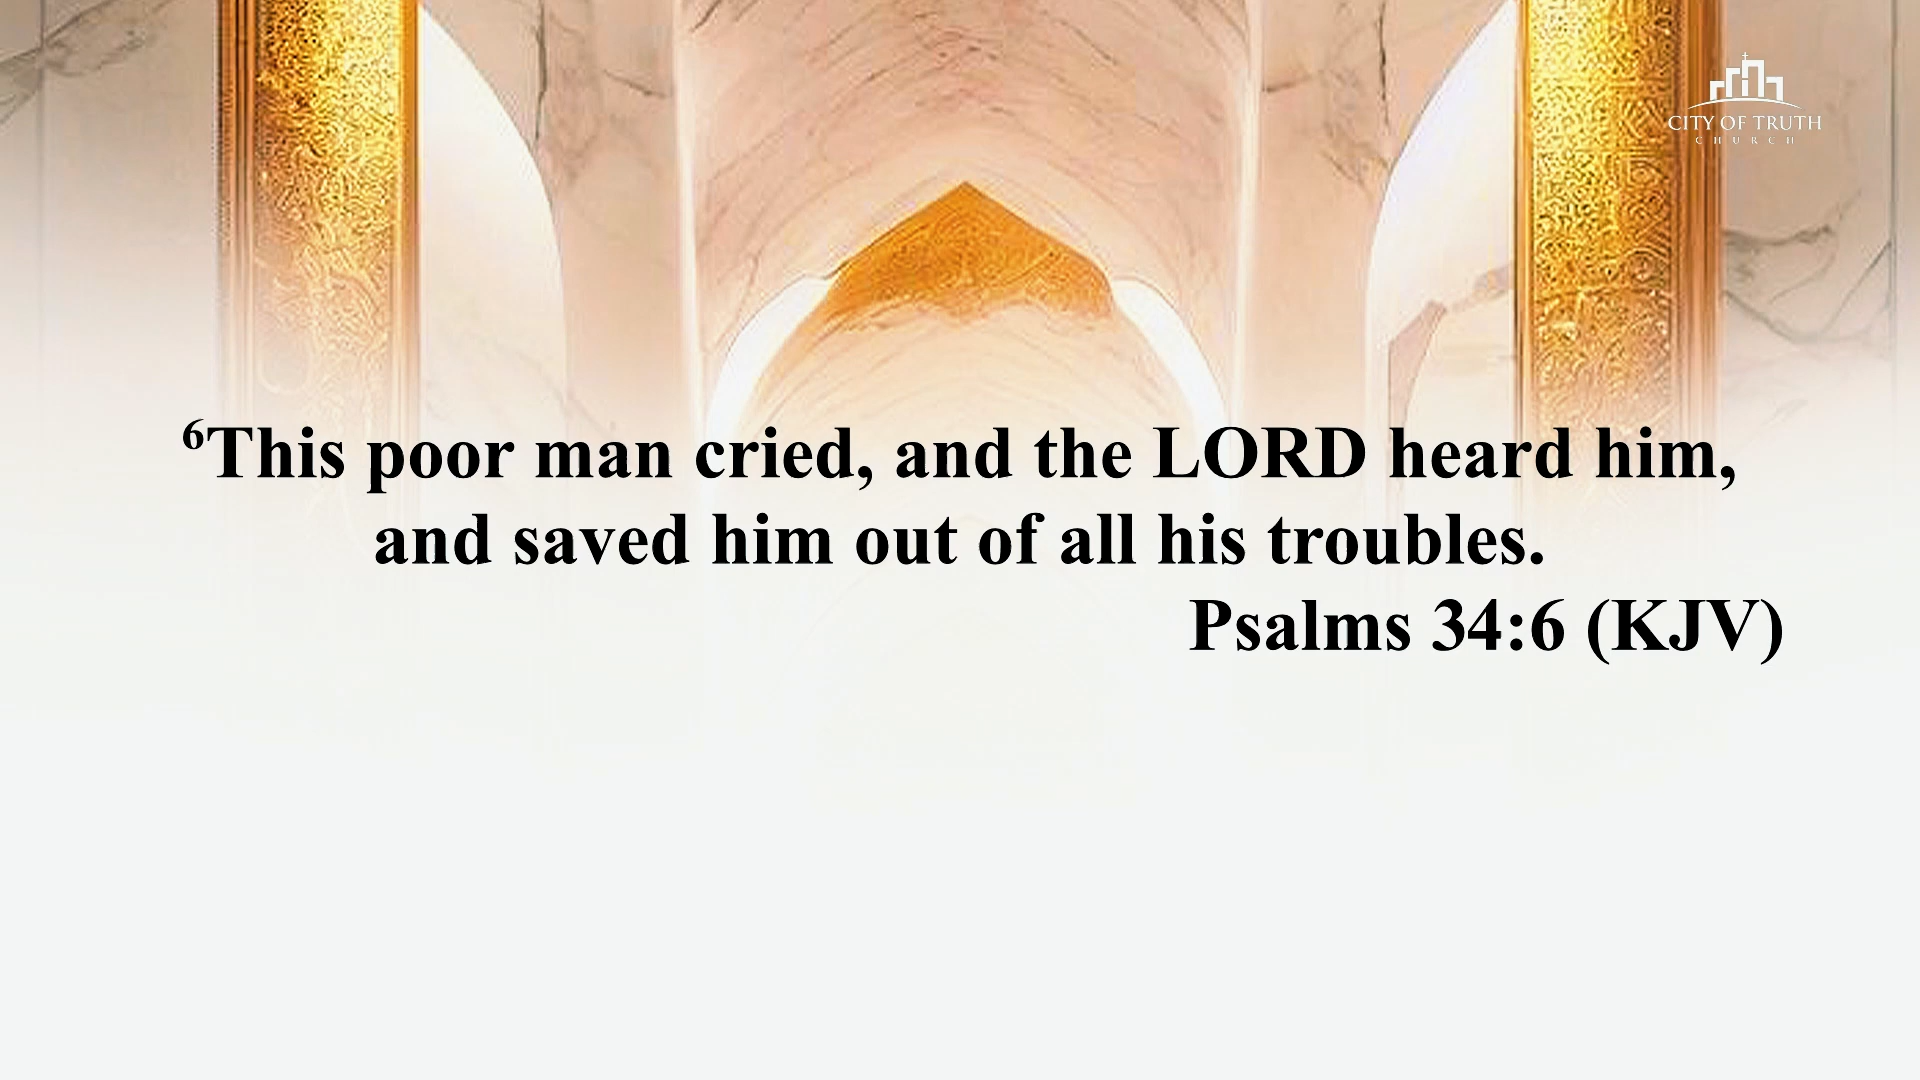 CITY OF TRUTH
CHURCH
⁶This poor man cried, and the LORD heard him,
and saved him out of all his troubles.
Psalms 34:6 (KJV)